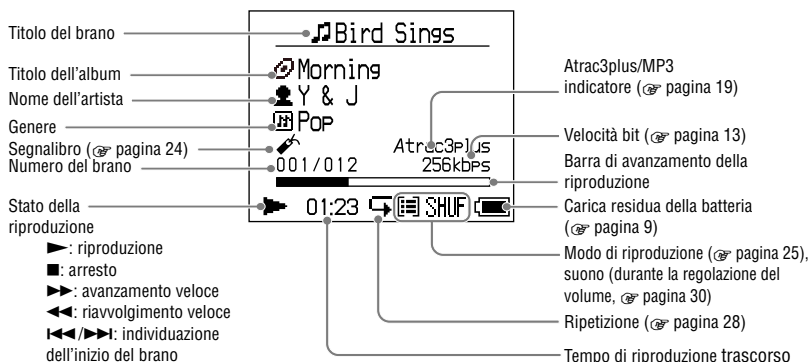 Titolo del brano
Titolo dell'album
Nome dell'artista
Genere
Segnalibro (☞ pagina 24)
Numero del brano
Stato della
riproduzione
►: riproduzione
■: arresto
►►: avanzamento veloce
◄◄: riavvolgimento veloce
I◄◄/►►I: individuazione
dell'inizio del brano
Bird Sings
Morning
Y & J
Pop
Atrac3plus
001/012 256kbps
01:23 SHUF
Atrac3plus/MP3
indicatore (☞ pagina 19)
Velocità bit (☞ pagina 13)
Barra di avanzamento della
riproduzione
Carica residua della batteria
(☞ pagina 9)
Modo di riproduzione (☞ pagina 25),
suono (durante la regolazione del
volume, ☞ pagina 30)
Ripetizione (☞ pagina 28)
Tempo di riproduzione trascorso